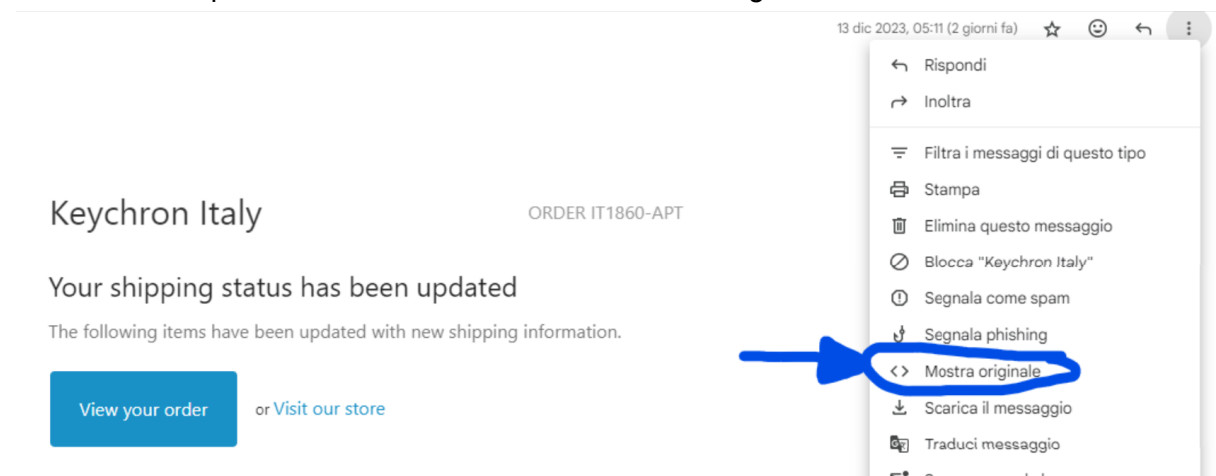 13 dic 2023, 05:11 (2 giorni fa)
Rispondi
Inoltra
Filtra i messaggi di questo tipo
Stampa
Elimina questo messaggio
Blocca "Keychron Italy"
Segnala come spam
Segnala phishing
Mostra originale
Scarica il messaggio
Traduci messaggio
Keychron Italy
ORDER IT1860-APT
Your shipping status has been updated
The following items have been updated with new shipping information.
View your order
or Visit our store